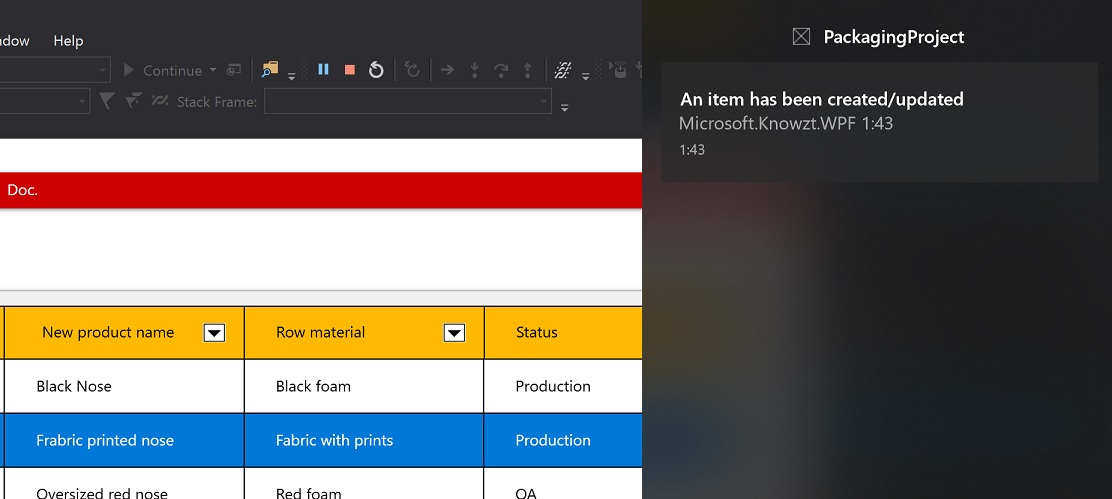 Help
Continue
Stack Frame:
Doc.
New product name Row material Status
Black Nose Black foam Production
Frabric printed nose Fabric with prints Production
Oversized red nose Red foam QA
PackagingProject
An item has been created/updated
Microsoft.Knowzt.WPF 1:43
1:43